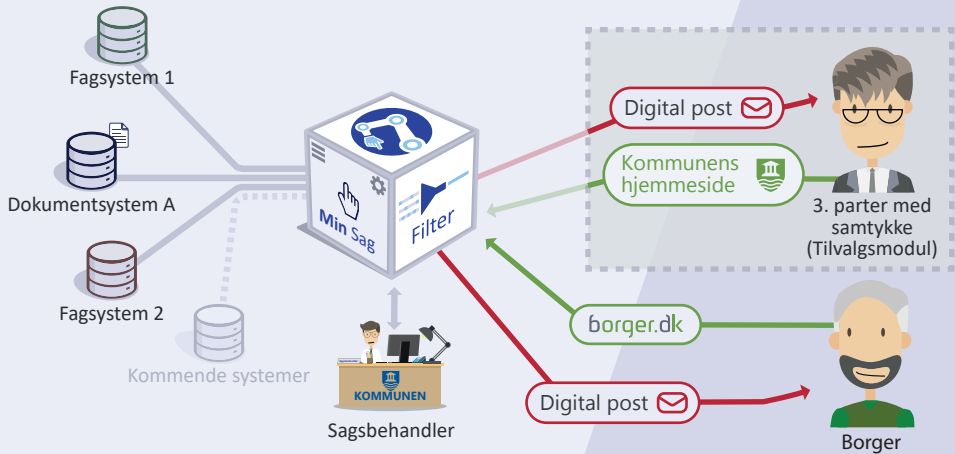 Fagsystem 1
Dokumentsystem A
Fagsystem 2
Kommende systemer
Min Sag
Filter
KOMMUNEN
Sagsbehandler
Digital post
Kommunens
hjemmeside
3. parter med
samtykke
(Tilvalgsmodul)
borger.dk
Digital post
Borger